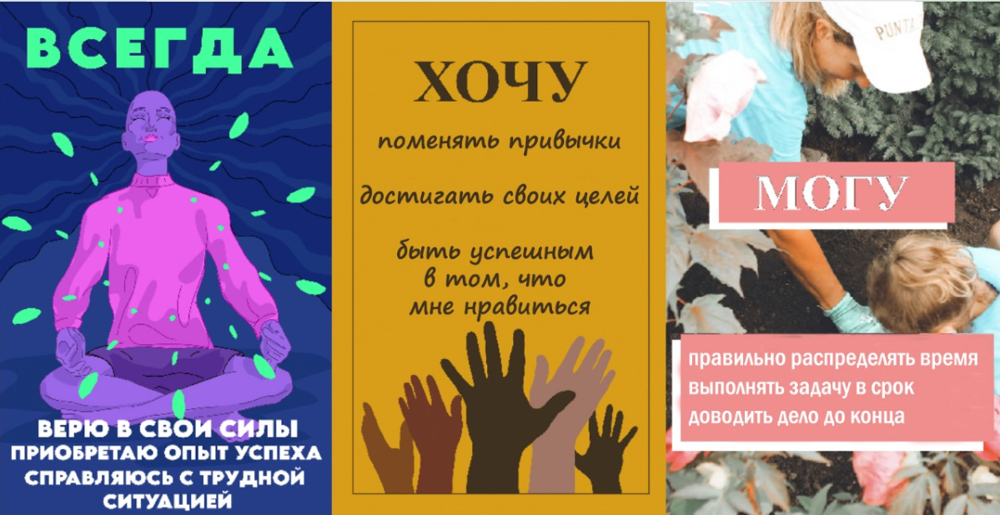 ВСЕГДА
ВЕРЮ В СВОИ СИЛЫ
ПРИОБРЕТАЮ ОПЫТ УСПЕХА
СПРАВЛЯЮСЬ С ТРУДНОЙ
СИТУАЦИЕЙ
ХОЧУ
поменять привычки
достигать своих целей
быть успешным
в том, что
мне нравиться
PUNTA
МОГУ
правильно распределять время
выполнять задачу в срок
доводить дело до конца